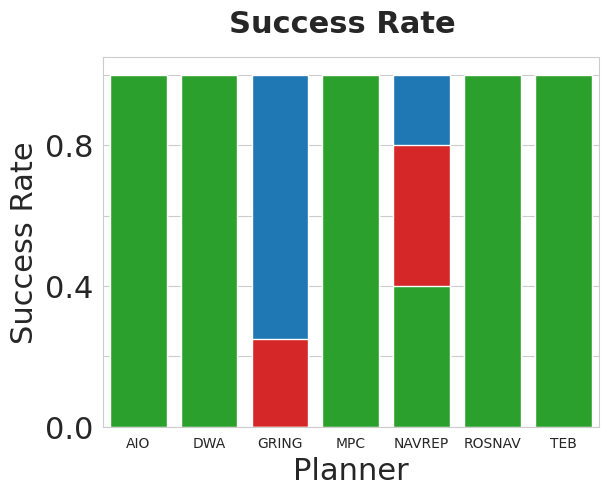 Success Rate
Success Rate
0.8
0.4
0.0
AIO DWA GRING MPC NAVREP ROSNAV TEB
Planner